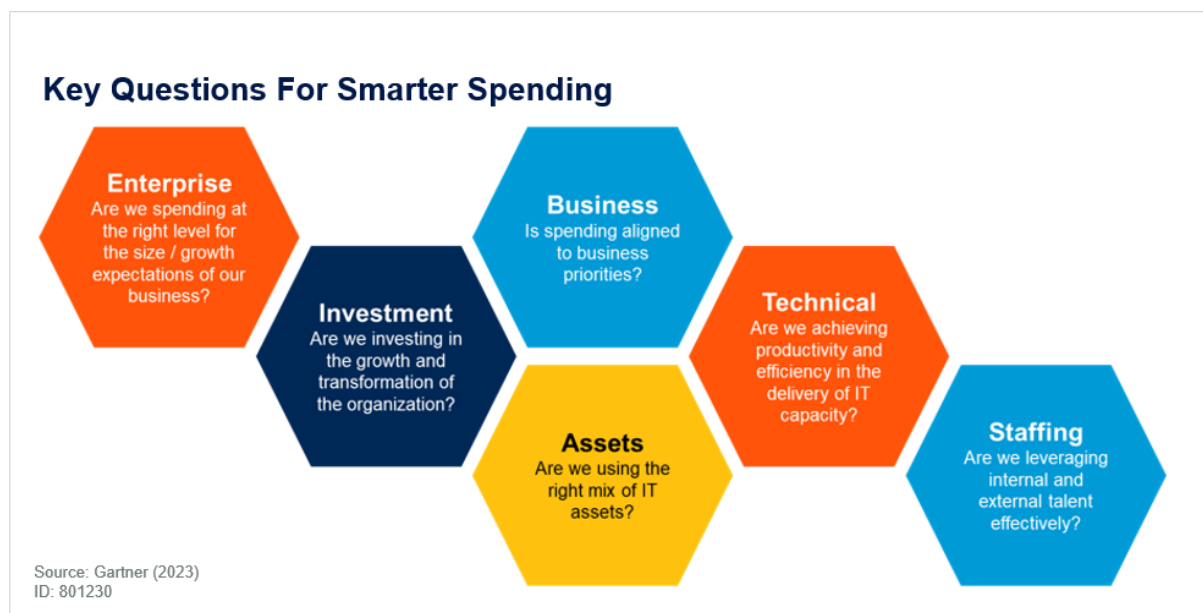 Key Questions For Smarter Spending
Enterprise
Are we spending at
the right level for
the size / growth
expectations of our
business?
Investment
Are we investing in
the growth and
transformation of
the organization?
Business
Is spending aligned
to business
priorities?
Assets
Are we using the
right mix of IT
assets?
Technical
Are we achieving
productivity and
efficiency in the
delivery of IT
capacity?
Staffing
Are we leveraging
internal and
external talent
effectively?
Source: Gartner (2023)
ID: 801230